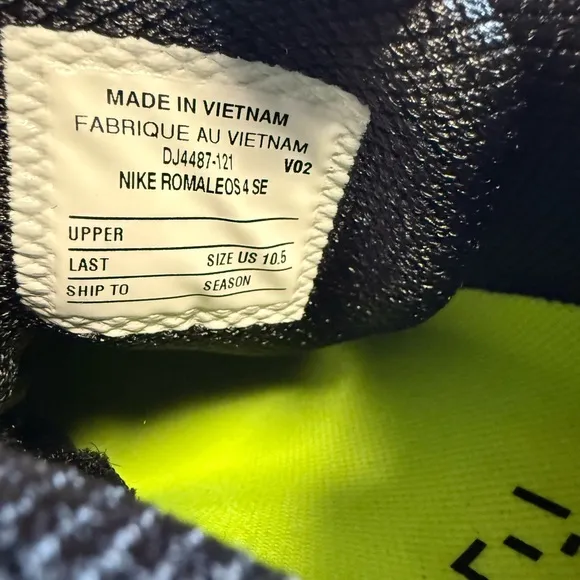 MADE IN VIETNAM
FABRIQUE AU VIETNAM
DJ4487-121 V02
NIKE ROMALEOS 4 SE
UPPER
LAST SIZE US 10.5
SHIP TO SEASON